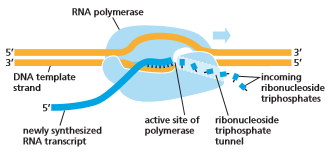 RNA polymerase
5′ 3′
3′ 5′
DNA template
strand
incoming
ribonucleoside
triphosphates
5′
newly synthesized
RNA transcript
active site of
polymerase
ribonucleoside
triphosphate
tunnel